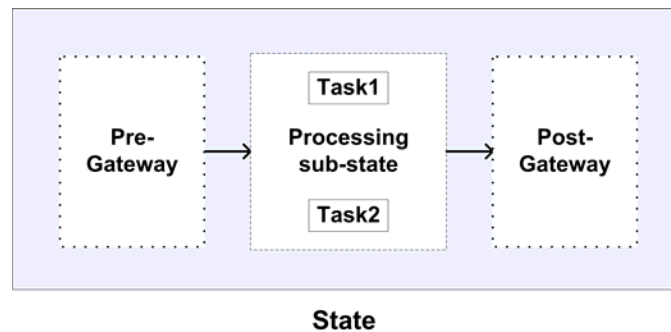 Pre-
Gateway
Task1
Processing
sub-state
Task2
Post-
Gateway
State